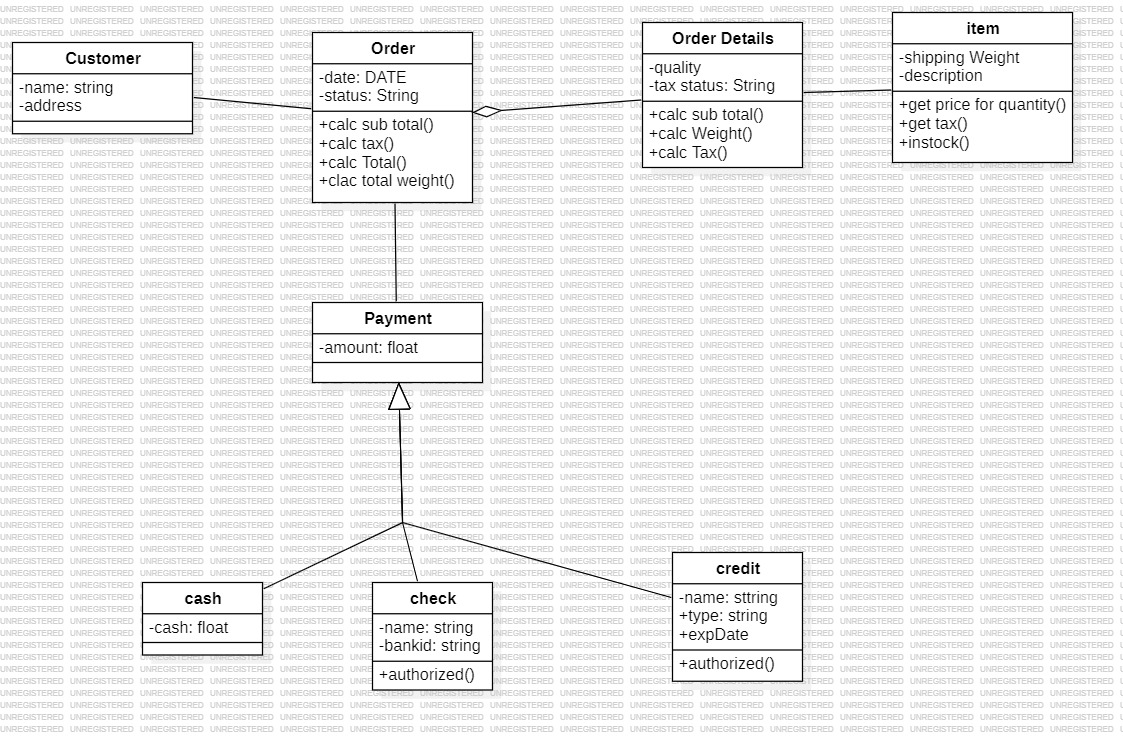 Customer
-name: string
-address
Order
-date: DATE
-status: String
+calc sub total()
+calc tax()
+calc Total()
+clac total weight()
Order Details
-quality
-tax status: String
+calc sub total()
+calc Weight()
+calc Tax()
item
-shipping Weight
-description
+get price for quantity()
+get tax()
+instock()
Payment
-amount: float
cash
-cash: float
check
-name: string
-bankid: string
+authorized()
credit
-name: sttring
+type: string
+expDate
+authorized()
UNREGISTERED